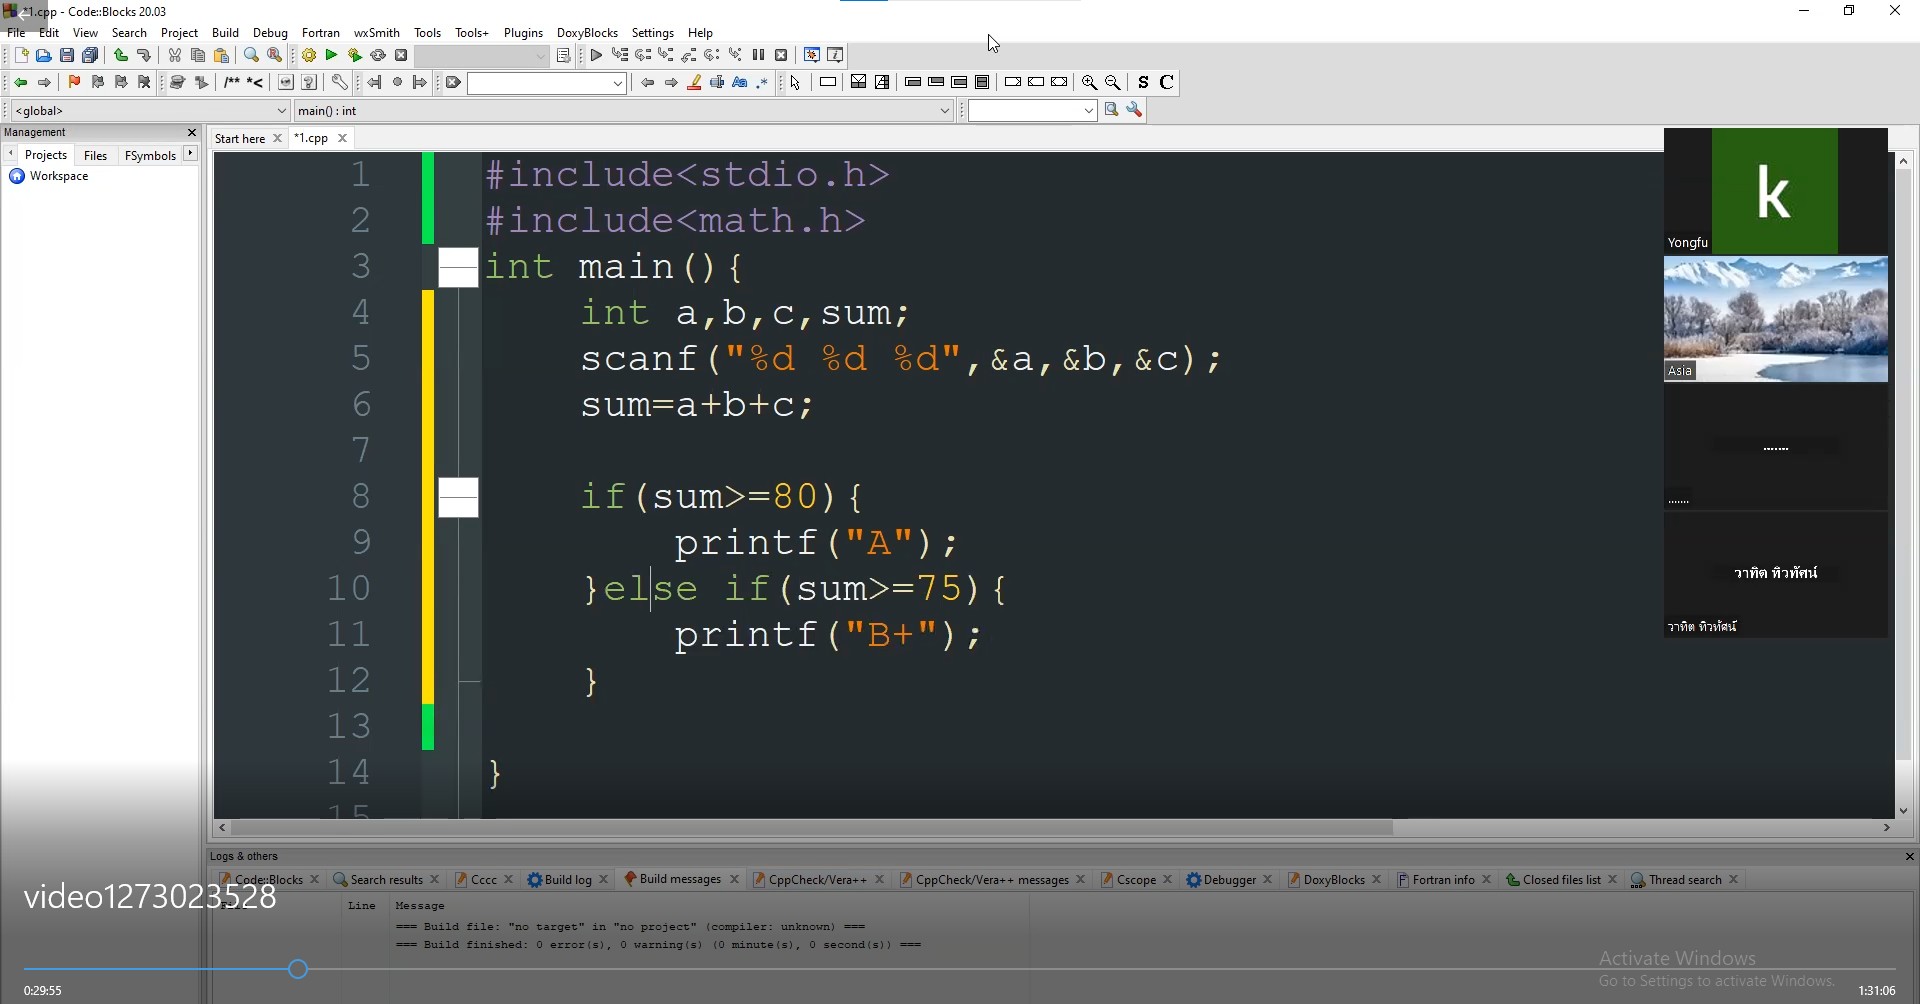 *1.cpp - Code::Blocks 20.03
File Edit View Search Project Build Debug Fortran wxSmith Tools Tools+ Plugins DoxyBlocks Settings Help
/** *< Aa .* S C
<global> main() : int
Management
Start here *1.cpp
Projects Files FSymbols
Workspace
1 #include<stdio.h>
2 #include<math.h>
3 int main(){
4 int a,b,c,sum;
5 scanf("%d %d %d",&a,&b,&c);
6 sum=a+b+c;
7
8 if(sum>=80){
9 printf("A");
10 }else if(sum>=75){
11 printf("B+");
12 }
13
14 }
15
k
Yongfu
Asia
.......
.......
วาทิต ทิวทัศน์
วาทิต ทิวทัศน์
Logs & others
Code::Blocks Search results Cccc Build log Build messages CppCheck/Vera++ CppCheck/Vera++ messages Cscope Debugger DoxyBlocks Fortran info Closed files list Thread search
video1273023528
Line Message
=== Build file: "no target" in "no project" (compiler: unknown) ===
=== Build finished: 0 error(s), 0 warning(s) (0 minute(s), 0 second(s)) ===
Activate Windows
Go to Settings to activate Windows.
0:29:55
1:31:06